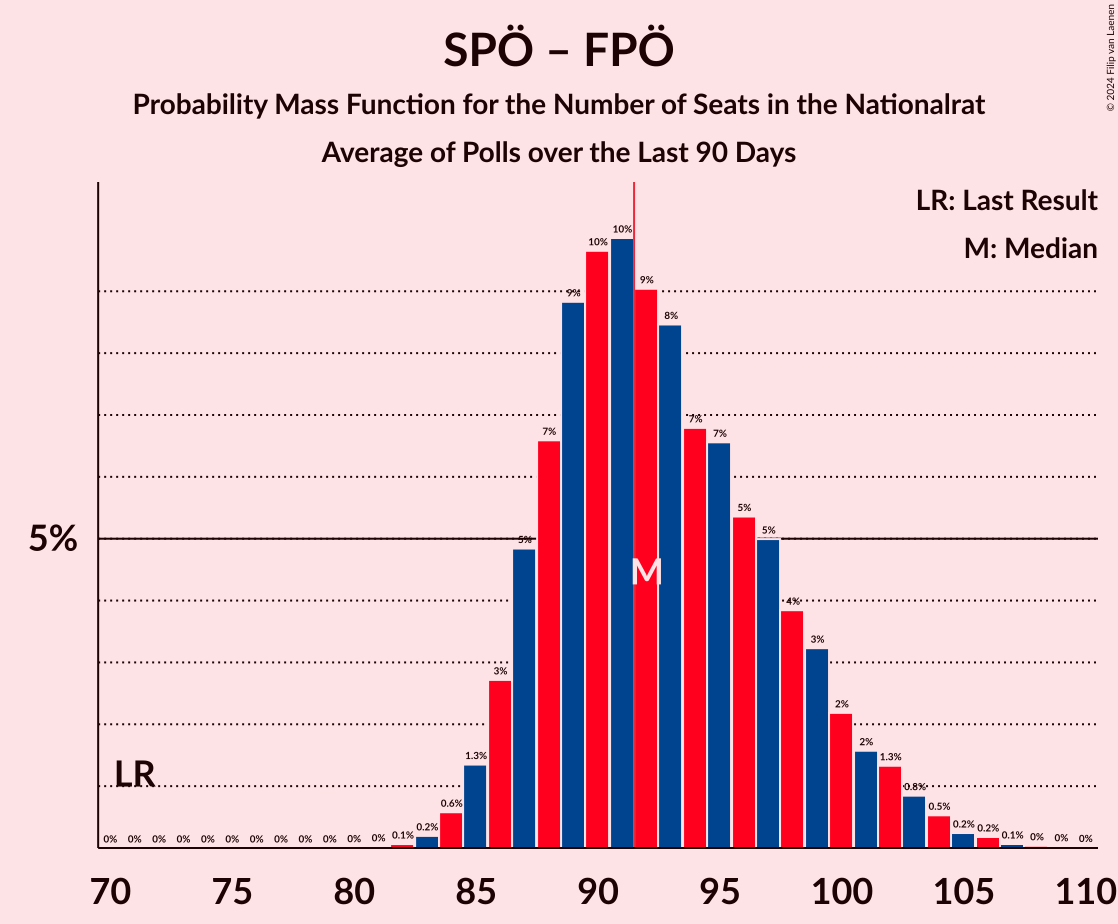 SPÖ – FPÖ
Probability Mass Function for the Number of Seats in the Nationalrat
Average of Polls over the Last 90 Days
© 2024 Filip van Laenen
LR: Last Result
M: Median
5%
LR
M
0% 0% 0% 0% 0% 0% 0% 0% 0% 0% 0% 0% 0.1% 0.2% 0.6% 1.3% 3% 5% 7% 9% 10% 10% 9% 8% 7% 7% 5% 5% 4% 3% 2% 2% 1.3% 0.8% 0.5% 0.2% 0.2% 0.1% 0% 0% 0%
70 75 80 85 90 95 100 105 110